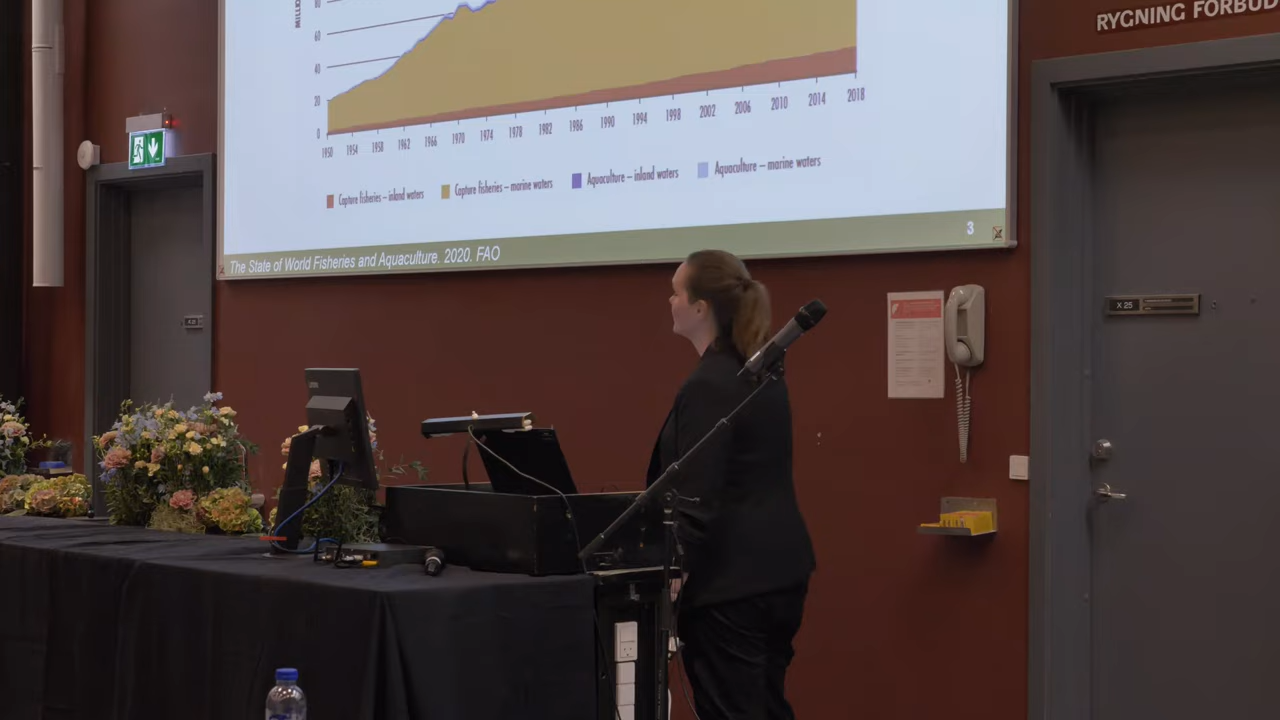 RYGNING FORBUD
60
40
20
0
1950 1954 1958 1962 1966 1970 1974 1978 1982 1986 1990 1994 1998 2002 2006 2010 2014 2018
Capture fisheries – inland waters
Capture fisheries – marine waters
Aquaculture – inland waters
Aquaculture – marine waters
3
The State of World Fisheries and Aquaculture. 2020. FAO
X 25